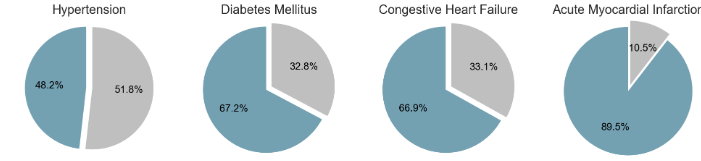 Hypertension
Diabetes Mellitus
Congestive Heart Failure
Acute Myocardial Infarction
48.2%
51.8%
67.2%
32.8%
66.9%
33.1%
89.5%
10.5%